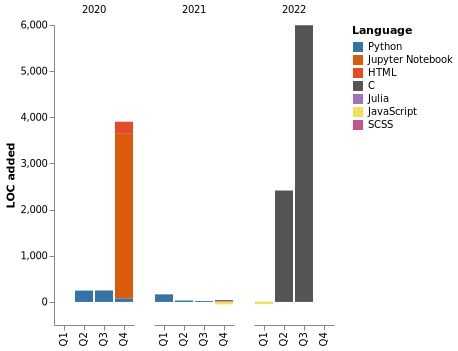 2020 2021 2022
Language
Python
Jupyter Notebook
HTML
C
Julia
JavaScript
SCSS
LOC added
6,000
5,000
4,000
3,000
2,000
1,000
0
Q1 Q2 Q3 Q4 Q1 Q2 Q3 Q4 Q1 Q2 Q3 Q4